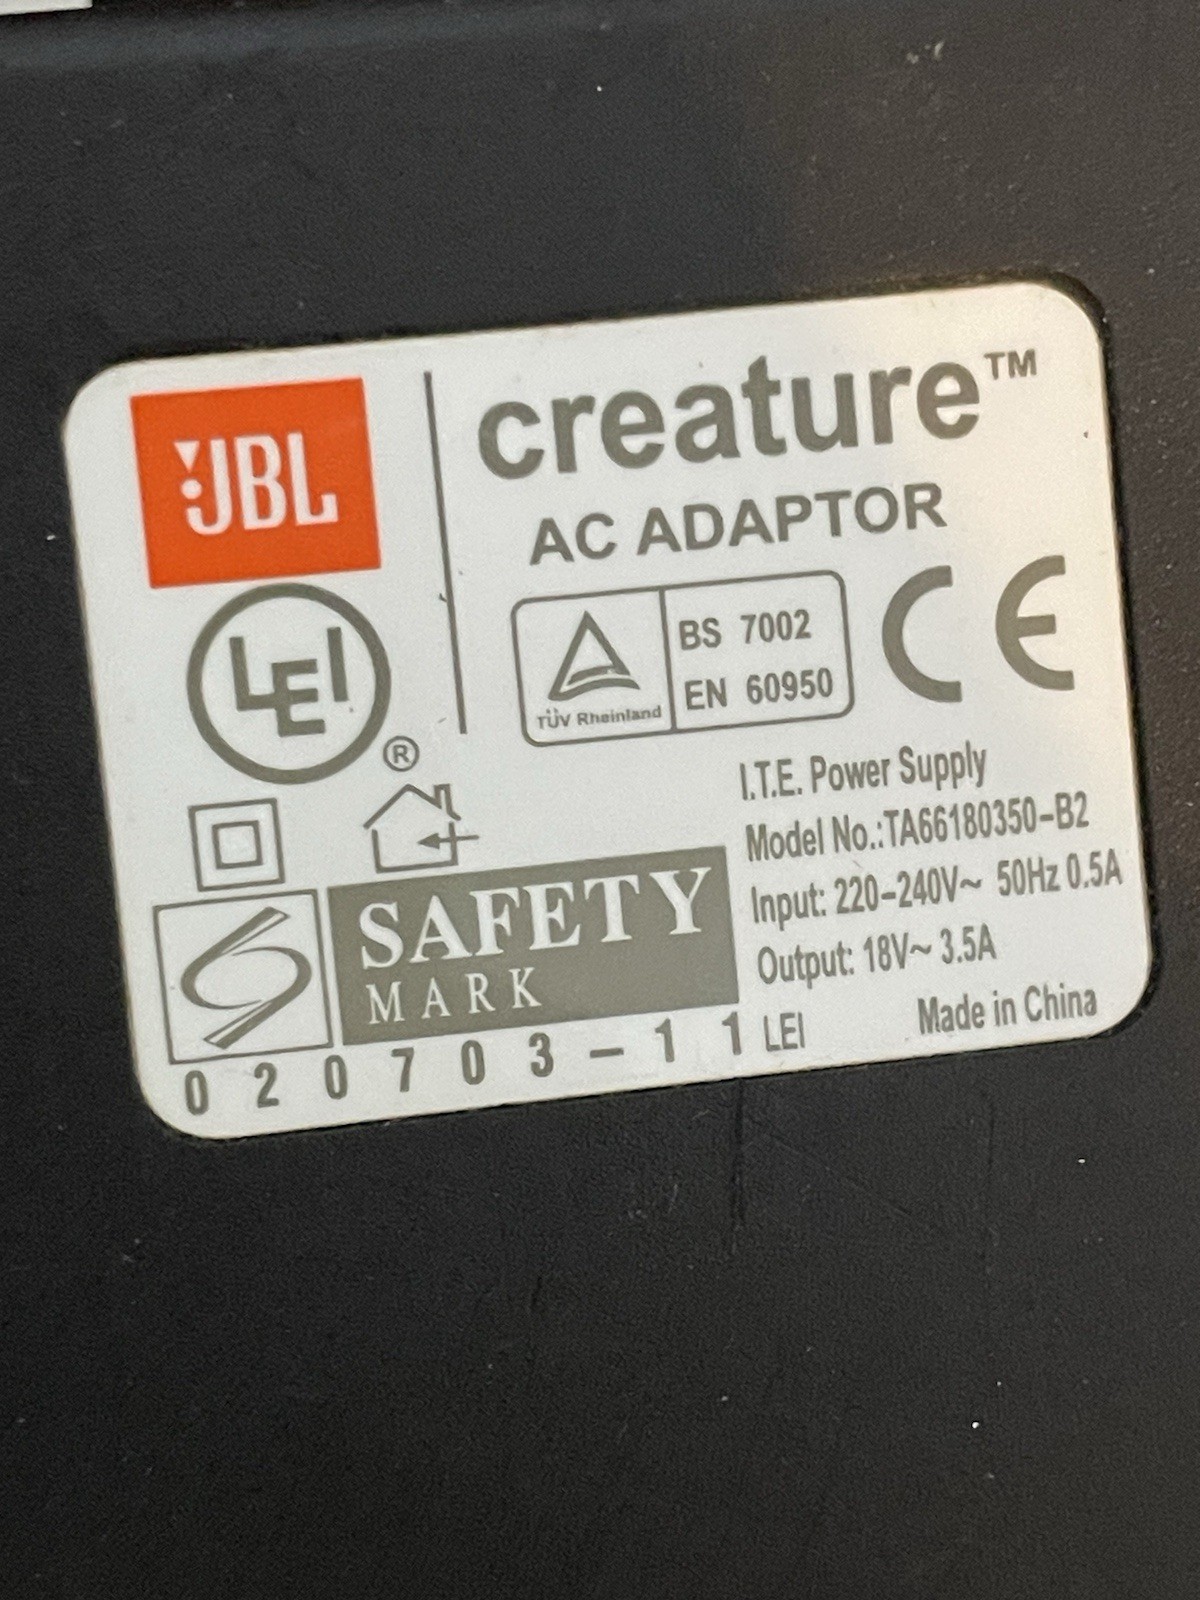 JBL
creature™
AC ADAPTOR
LEI
®
TÜV Rheinland
BS 7002
EN 60950
CE
I.T.E. Power Supply
Model No.:TA66180350-B2
Input: 220-240V~ 50Hz 0.5A
Output: 18V~ 3.5A
SAFETY
MARK
020703-11 LEI
Made in China